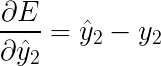 ∂E/∂ŷ₂ = ŷ₂ − y₂